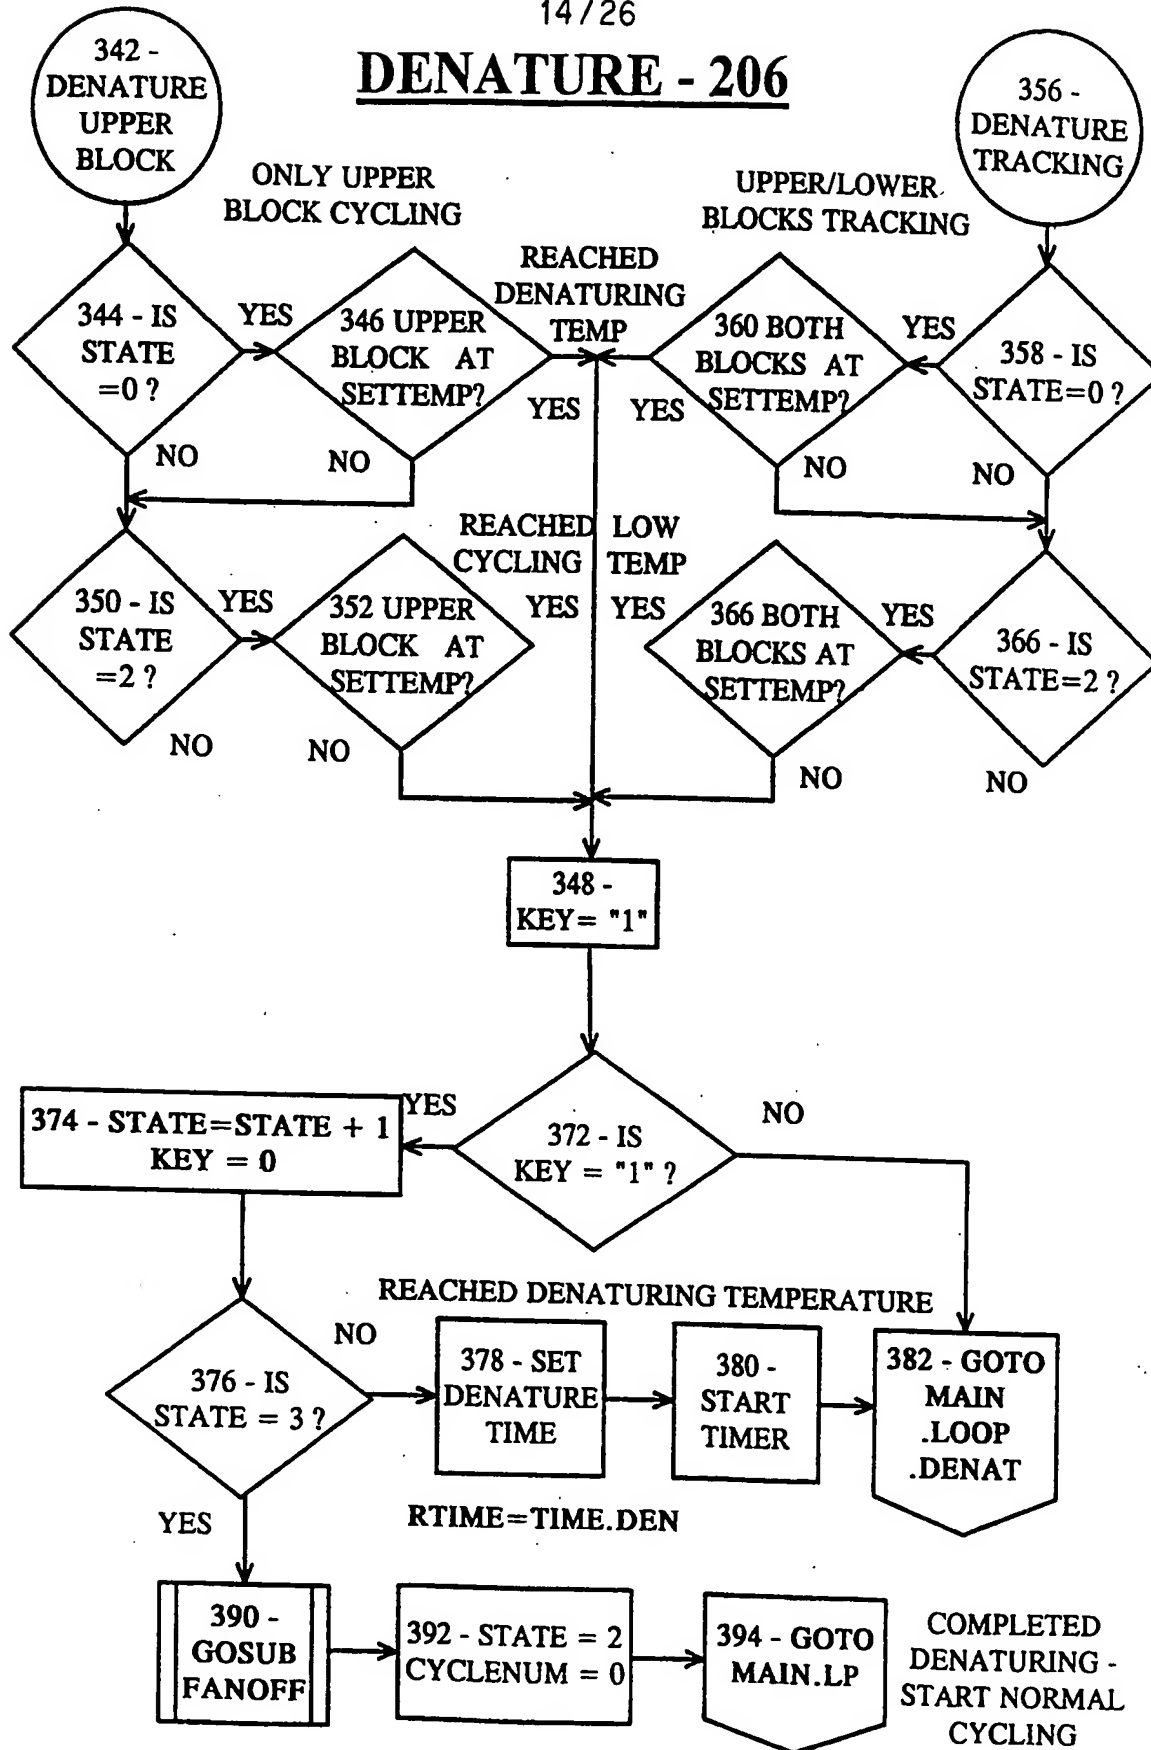 14/26
DENATURE - 206
342 -
DENATURE
UPPER
BLOCK
356 -
DENATURE
TRACKING
ONLY UPPER
BLOCK CYCLING
UPPER/LOWER
BLOCKS TRACKING
REACHED
DENATURING
TEMP
344 - IS
STATE
=0 ?
YES
NO
346 UPPER
BLOCK AT
SETTEMP?
YES
NO
360 BOTH
BLOCKS AT
SETTEMP?
YES
NO
358 - IS
STATE=0 ?
YES
NO
REACHED LOW
CYCLING TEMP
350 - IS
STATE
=2 ?
YES
NO
352 UPPER
BLOCK AT
SETTEMP?
YES
NO
366 BOTH
BLOCKS AT
SETTEMP?
YES
NO
366 - IS
STATE=2 ?
YES
NO
348 -
KEY= "1"
372 - IS
KEY = "1" ?
YES
NO
374 - STATE=STATE + 1
KEY = 0
REACHED DENATURING TEMPERATURE
376 - IS
STATE = 3 ?
NO
YES
378 - SET
DENATURE
TIME
380 -
START
TIMER
382 - GOTO
MAIN
.LOOP
.DENAT
RTIME=TIME.DEN
390 -
GOSUB
FANOFF
392 - STATE = 2
CYCLENUM = 0
394 - GOTO
MAIN.LP
COMPLETED
DENATURING -
START NORMAL
CYCLING